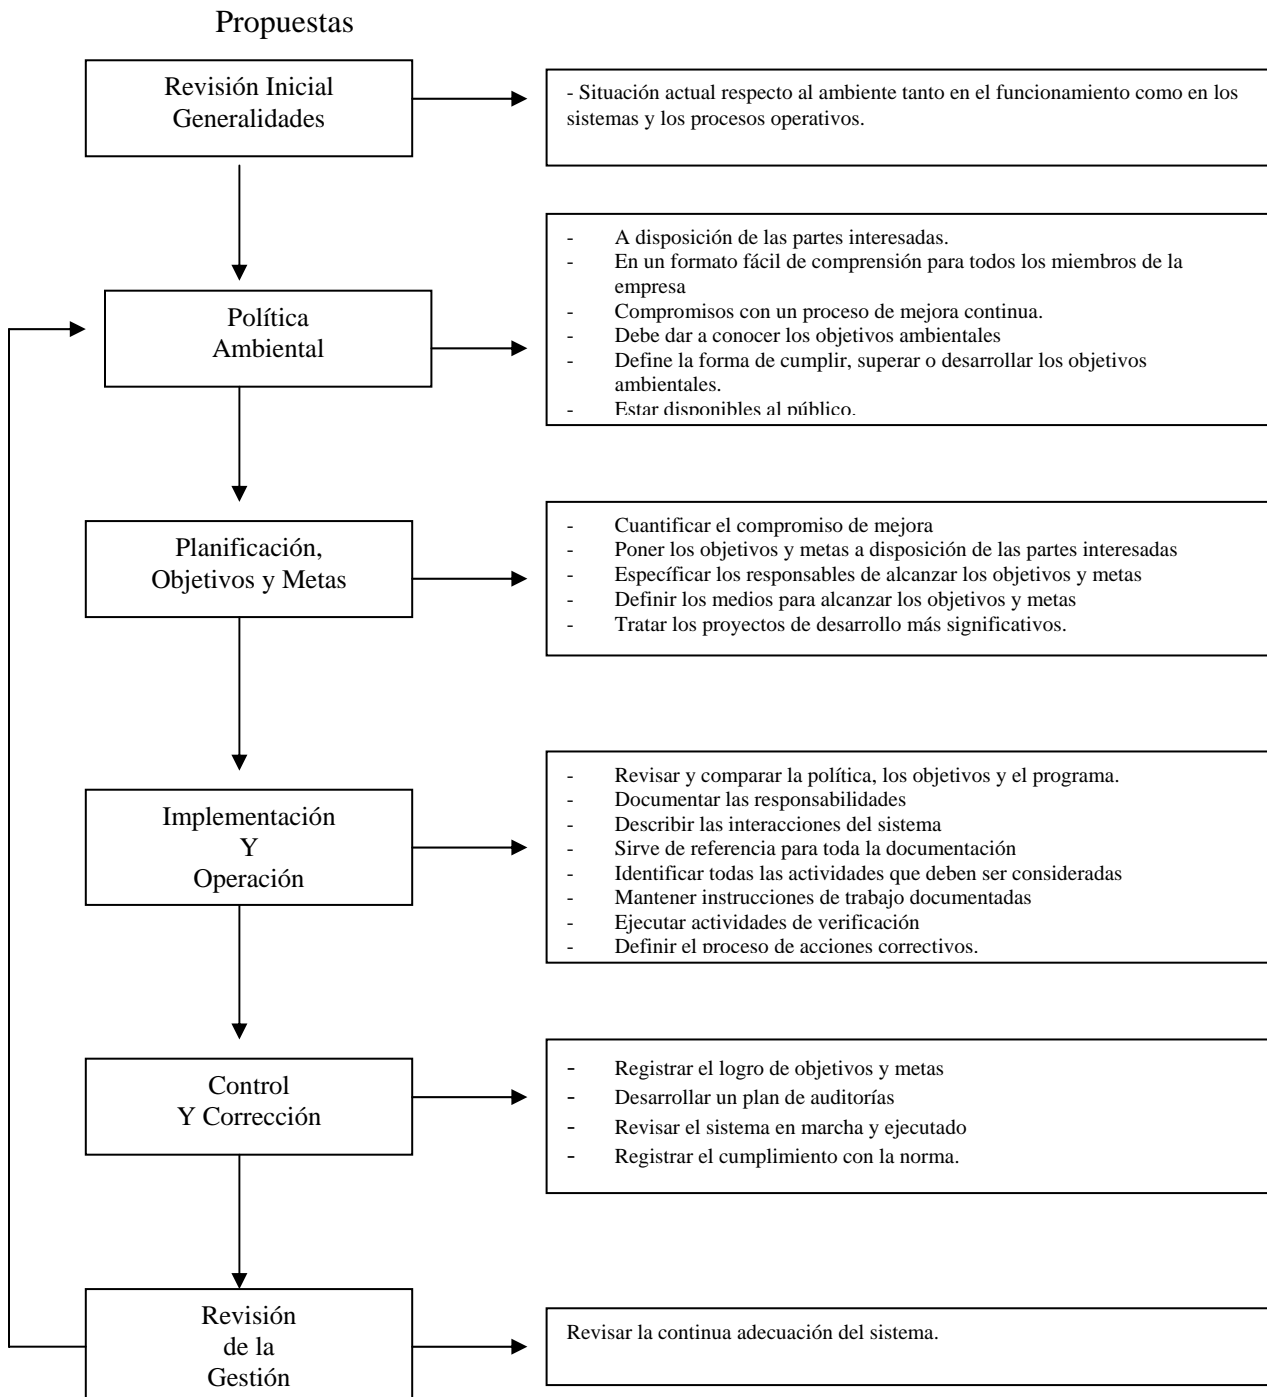 Propuestas
Revisión Inicial
Generalidades
- Situación actual respecto al ambiente tanto en el funcionamiento como en los
sistemas y los procesos operativos.
Política
Ambiental
- A disposición de las partes interesadas.
- En un formato fácil de comprensión para todos los miembros de la
empresa
- Compromisos con un proceso de mejora continua.
- Debe dar a conocer los objetivos ambientales
- Define la forma de cumplir, superar o desarrollar los objetivos
ambientales.
- Estar disponibles al público.
Planificación,
Objetivos y Metas
- Cuantificar el compromiso de mejora
- Poner los objetivos y metas a disposición de las partes interesadas
- Específicar los responsables de alcanzar los objetivos y metas
- Definir los medios para alcanzar los objetivos y metas
- Tratar los proyectos de desarrollo más significativos.
Implementación
Y
Operación
- Revisar y comparar la política, los objetivos y el programa.
- Documentar las responsabilidades
- Describir las interacciones del sistema
- Sirve de referencia para toda la documentación
- Identificar todas las actividades que deben ser consideradas
- Mantener instrucciones de trabajo documentadas
- Ejecutar actividades de verificación
- Definir el proceso de acciones correctivos.
Control
Y Corrección
- Registrar el logro de objetivos y metas
- Desarrollar un plan de auditorías
- Revisar el sistema en marcha y ejecutado
- Registrar el cumplimiento con la norma.
Revisión
de la
Gestión
Revisar la continua adecuación del sistema.